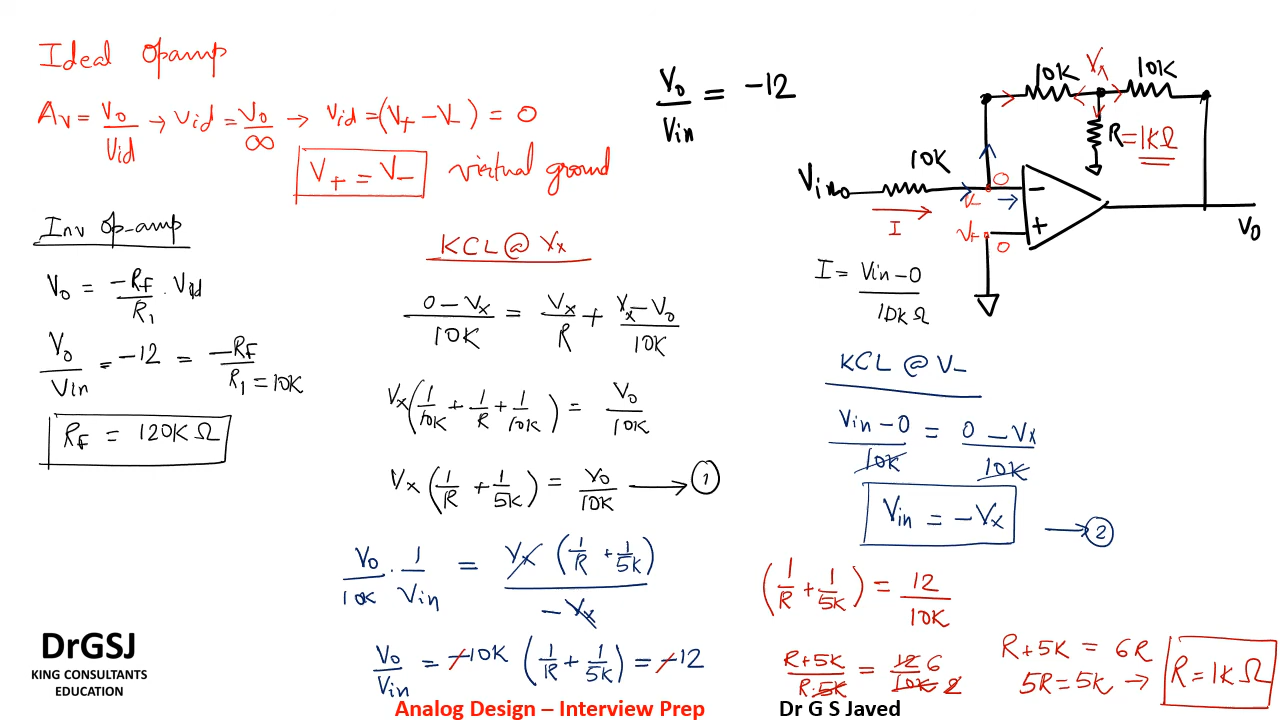 Ideal Opamp
Av = Vo/Vid → Vid = Vo/∞ → Vid = (V+ − V−) = 0
V+ = V− virtual ground
Inv Op-amp
Vo = −RF/R1 . Vid
Vo/Vin = −12 = −RF/R1 = 10K
RF = 120K Ω
KCL @ Vx
0 − Vx/10K = Vx/R + Vx − Vo/10K
Vx (1/10K + 1/R + 1/10K) = Vo/10K
Vx (1/R + 1/5K) = Vo/10K → 1
Vo/10K . 1/Vin = Vx (1/R + 1/5K)/−Vx
Vo/Vin = −10K (1/R + 1/5K) = −12
Vo/Vin = −12
10K Vx 10K
R = 1KΩ
10K
Vin
V− 0 −
I V+ 0 +
Vo
I = Vin − 0/10K Ω
KCL @ V−
Vin − 0/10K = 0 − Vx/10K
Vin = − Vx → 2
(1/R + 1/5K) = 12/10K
R + 5K/R 5K = 12 6/10K 2
R + 5K = 6R
5R = 5K → R = 1K Ω
DrGSJ
KING CONSULTANTS
EDUCATION
Analog Design – Interview Prep Dr G S Javed